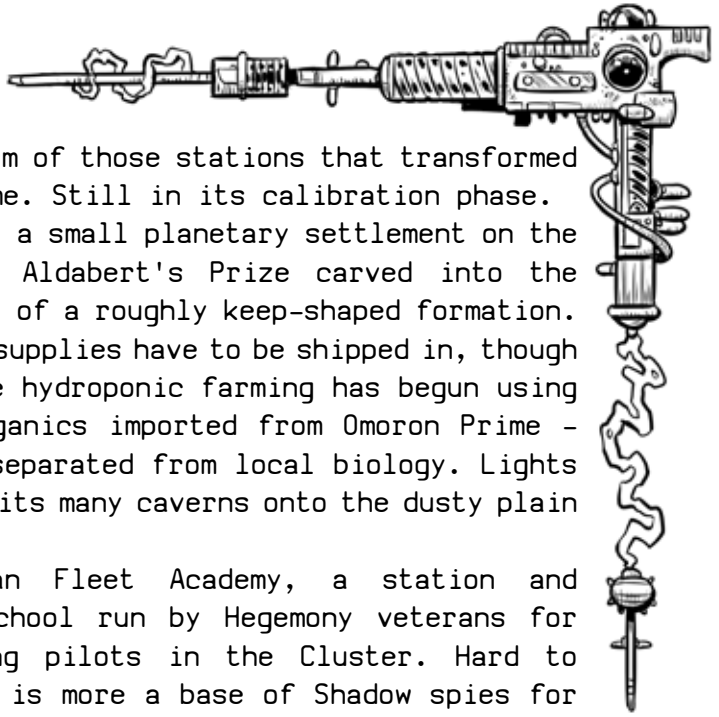 m of those stations that transformed
e. Still in its calibration phase.
a small planetary settlement on the
Aldabert's Prize carved into the
of a roughly keep-shaped formation.
supplies have to be shipped in, though
e hydroponic farming has begun using
ganics imported from Omoron Prime -
separated from local biology. Lights
its many caverns onto the dusty plain
an Fleet Academy, a station and
chool run by Hegemony veterans for
g pilots in the Cluster. Hard to
is more a base of Shadow spies for